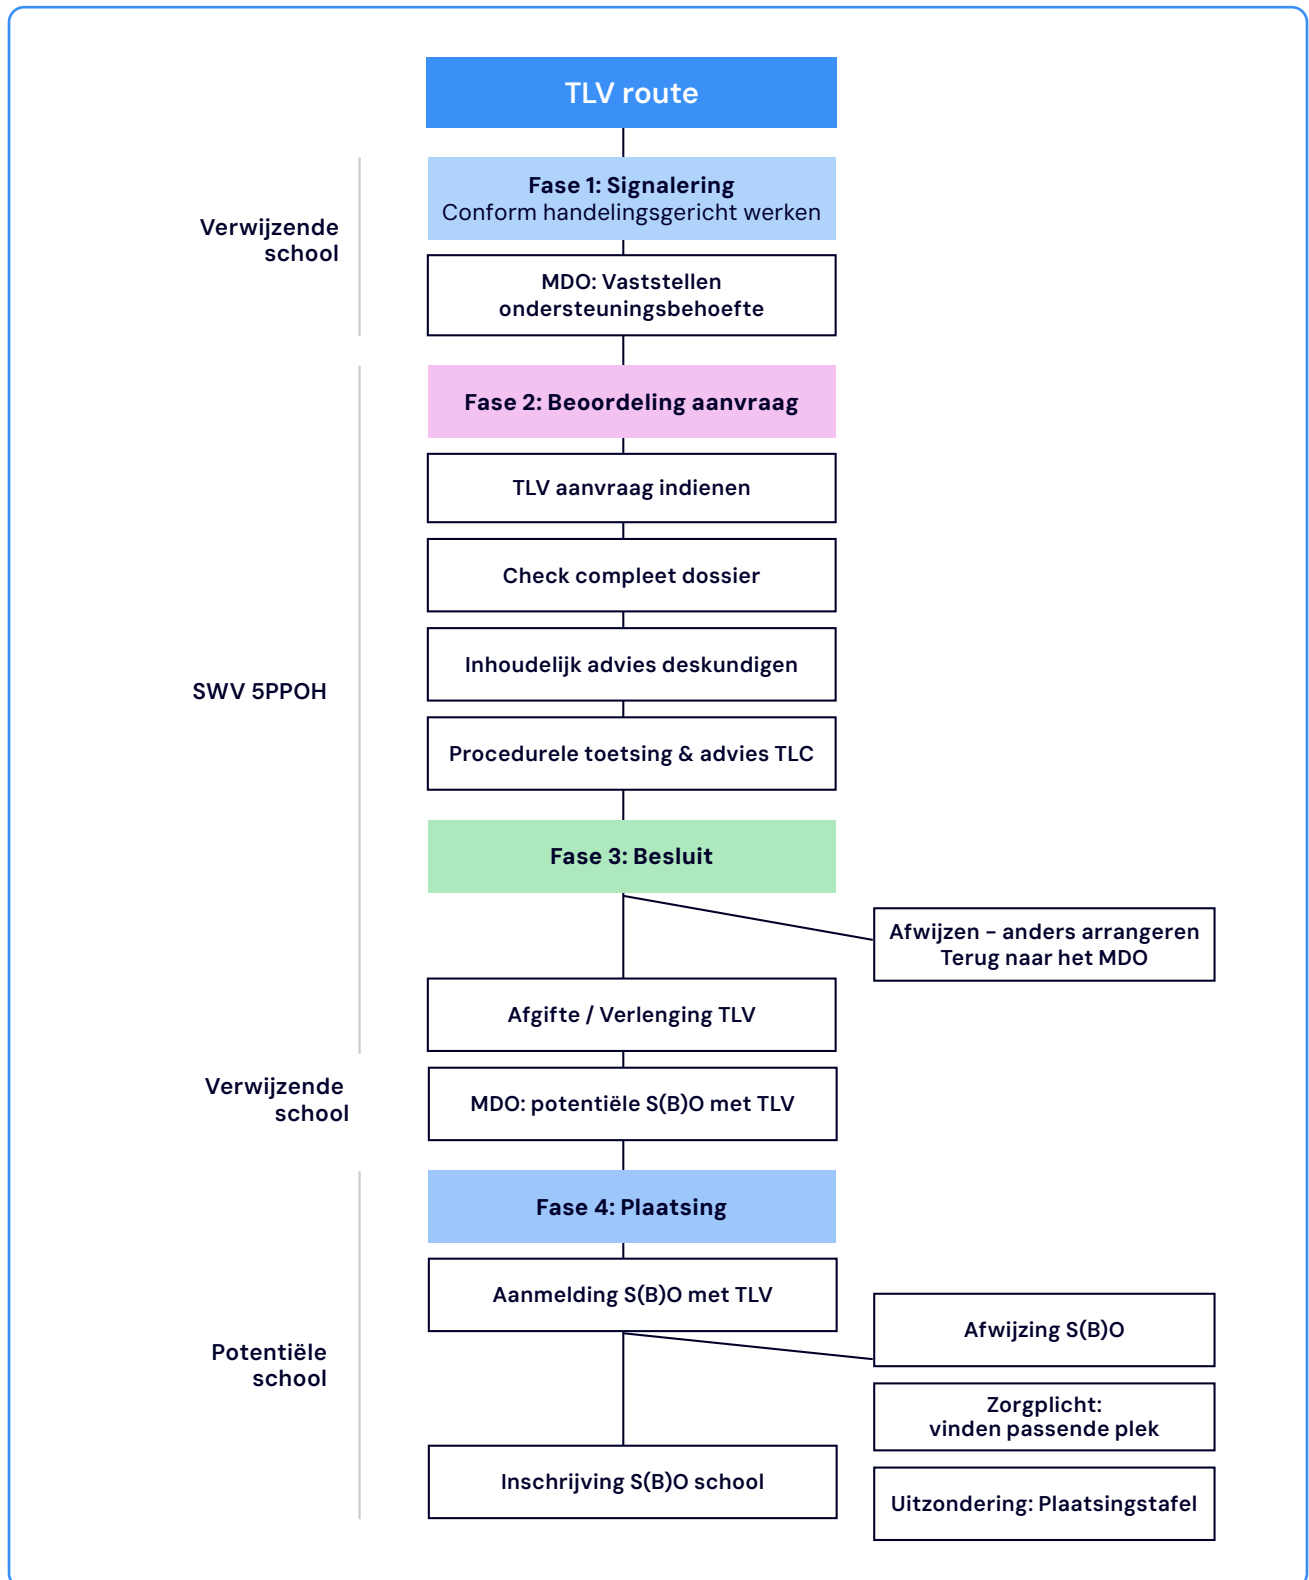 TLV route
Verwijzende
school
Fase 1: Signalering
Conform handelingsgericht werken
MDO: Vaststellen
ondersteuningsbehoefte
SWV 5PPOH
Fase 2: Beoordeling aanvraag
TLV aanvraag indienen
Check compleet dossier
Inhoudelijk advies deskundigen
Procedurele toetsing & advies TLC
Fase 3: Besluit
Afwijzen – anders arrangeren
Terug naar het MDO
Afgifte / Verlenging TLV
Verwijzende
school
MDO: potentiële S(B)O met TLV
Potentiële
school
Fase 4: Plaatsing
Aanmelding S(B)O met TLV
Afwijzing S(B)O
Zorgplicht:
vinden passende plek
Inschrijving S(B)O school
Uitzondering: Plaatsingstafel